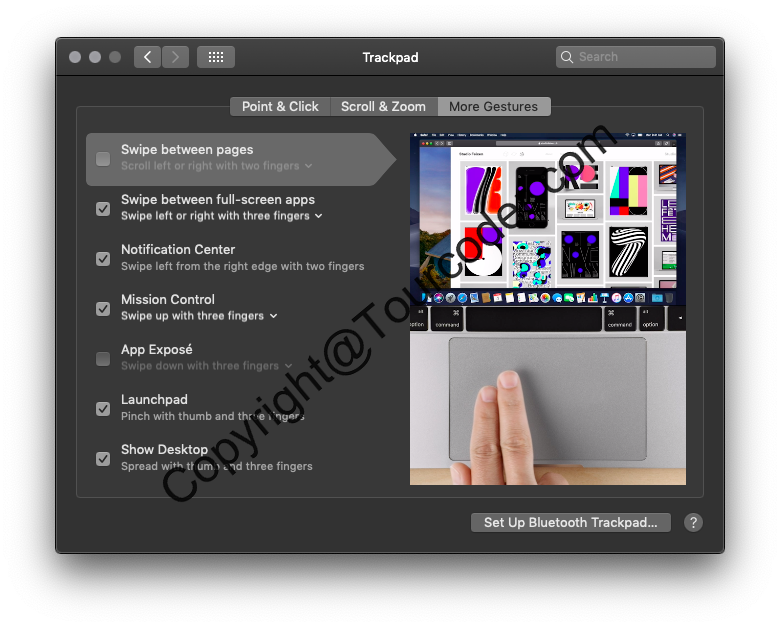 Trackpad
Search
Point & Click
Scroll & Zoom
More Gestures
Swipe between pages
Scroll left or right with two fingers
Swipe between full-screen apps
Swipe left or right with three fingers
Notification Center
Swipe left from the right edge with two fingers
Mission Control
Swipe up with three fingers
App Exposé
Swipe down with three fingers
Launchpad
Pinch with thumb and three fingers
Show Desktop
Spread with thumb and three fingers
option
command
command
option
Set Up Bluetooth Trackpad...
?